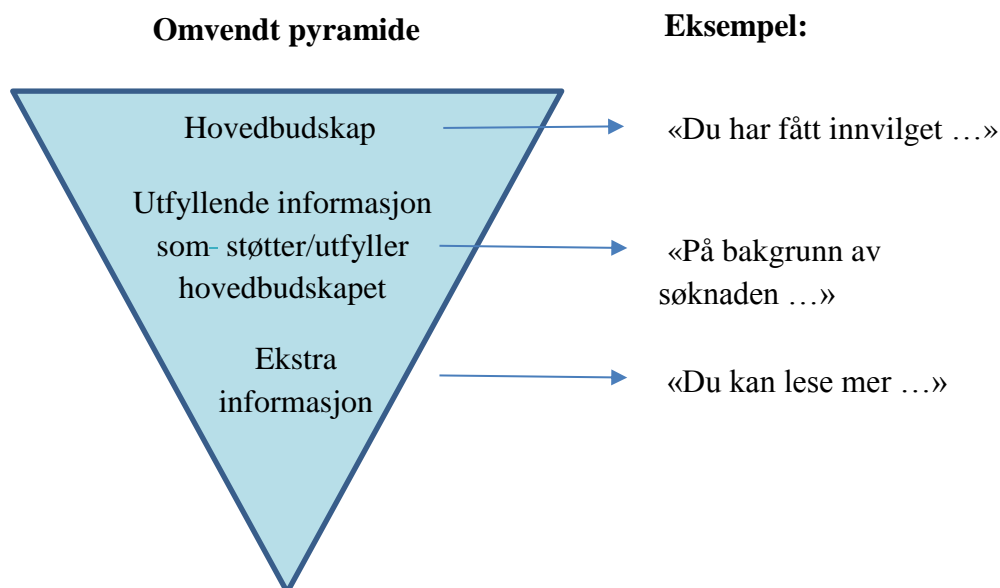 Omvendt pyramide
Eksempel:
Hovedbudskap
«Du har fått innvilget …»
Utfyllende informasjon
som- støtter/utfyller
hovedbudskapet
«På bakgrunn av
søknaden …»
Ekstra
informasjon
«Du kan lese mer …»